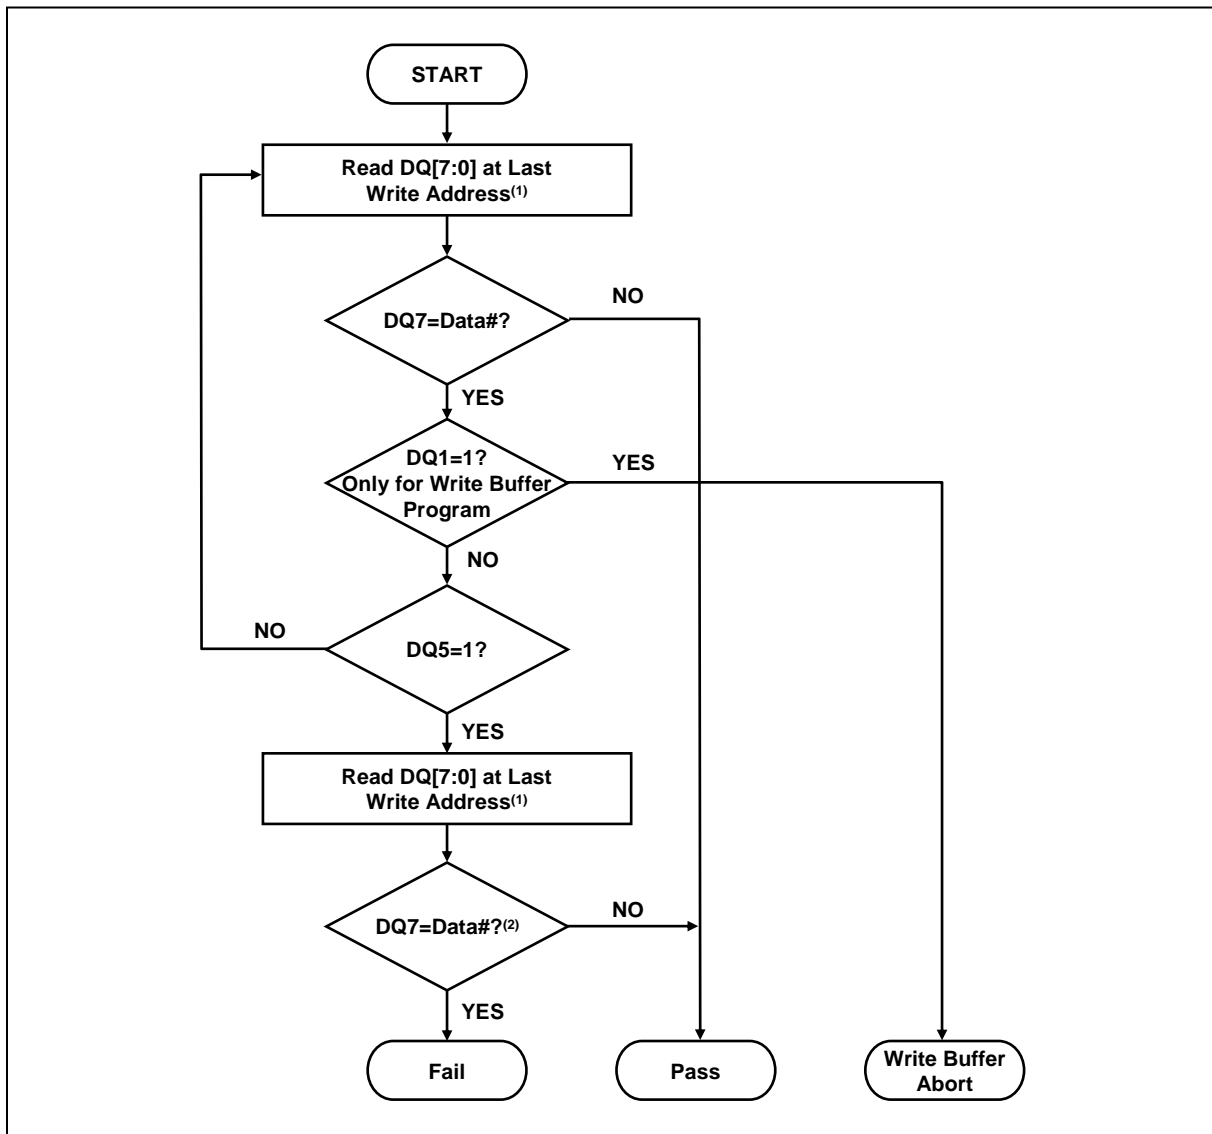 START
Read DQ[7:0] at Last
Write Address(1)
DQ7=Data#?
NO
YES
DQ1=1?
Only for Write Buffer
Program
YES
NO
DQ5=1?
NO
YES
Read DQ[7:0] at Last
Write Address(1)
DQ7=Data#?(2)
NO
YES
Fail
Pass
Write Buffer
Abort